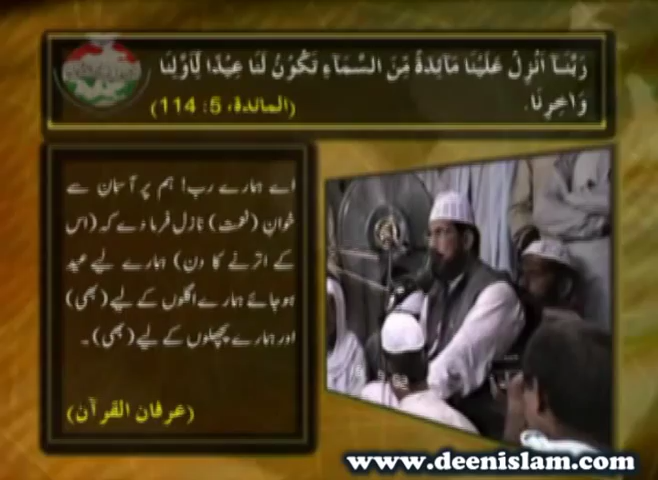 رَبَّنَآ اَنْزِلْ عَلَيْنَا مَآئِدَةً مِّنَ السَّمَآءِ تَكُوْنُ لَنَا عِيْدًا لِّاَوَّلِنَا
وَاٰخِرِنَا.
(المائدة، 5: 114)
اے ہمارے رب! ہم پر آسمان سے
خوانِ (نعمت) نازل فرما دے کہ (اس
کے اترنے کا دن) ہمارے لیے عید
ہو جائے ہمارے اگلوں کے لیے (بھی)
اور ہمارے پچھلوں کے لیے (بھی)۔
(عرفان القرآن)
www.deenislam.com